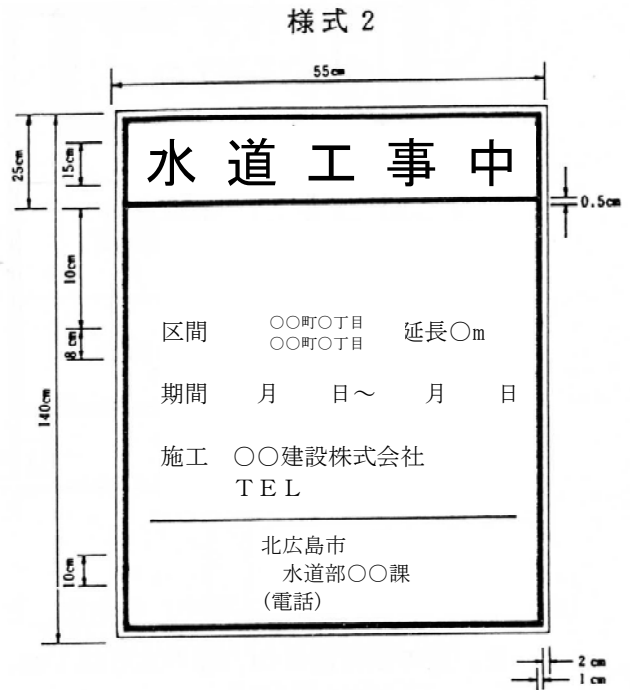 様式 2
55cm
25cm
15cm
水道工事中
0.5cm
10cm
8cm
140cm
区間 ○○町○丁目 延長○m
○○町○丁目
期間 月 日～ 月 日
施工 ○○建設株式会社
TEL
10cm
北広島市
水道部○○課
(電話)
2cm
1cm